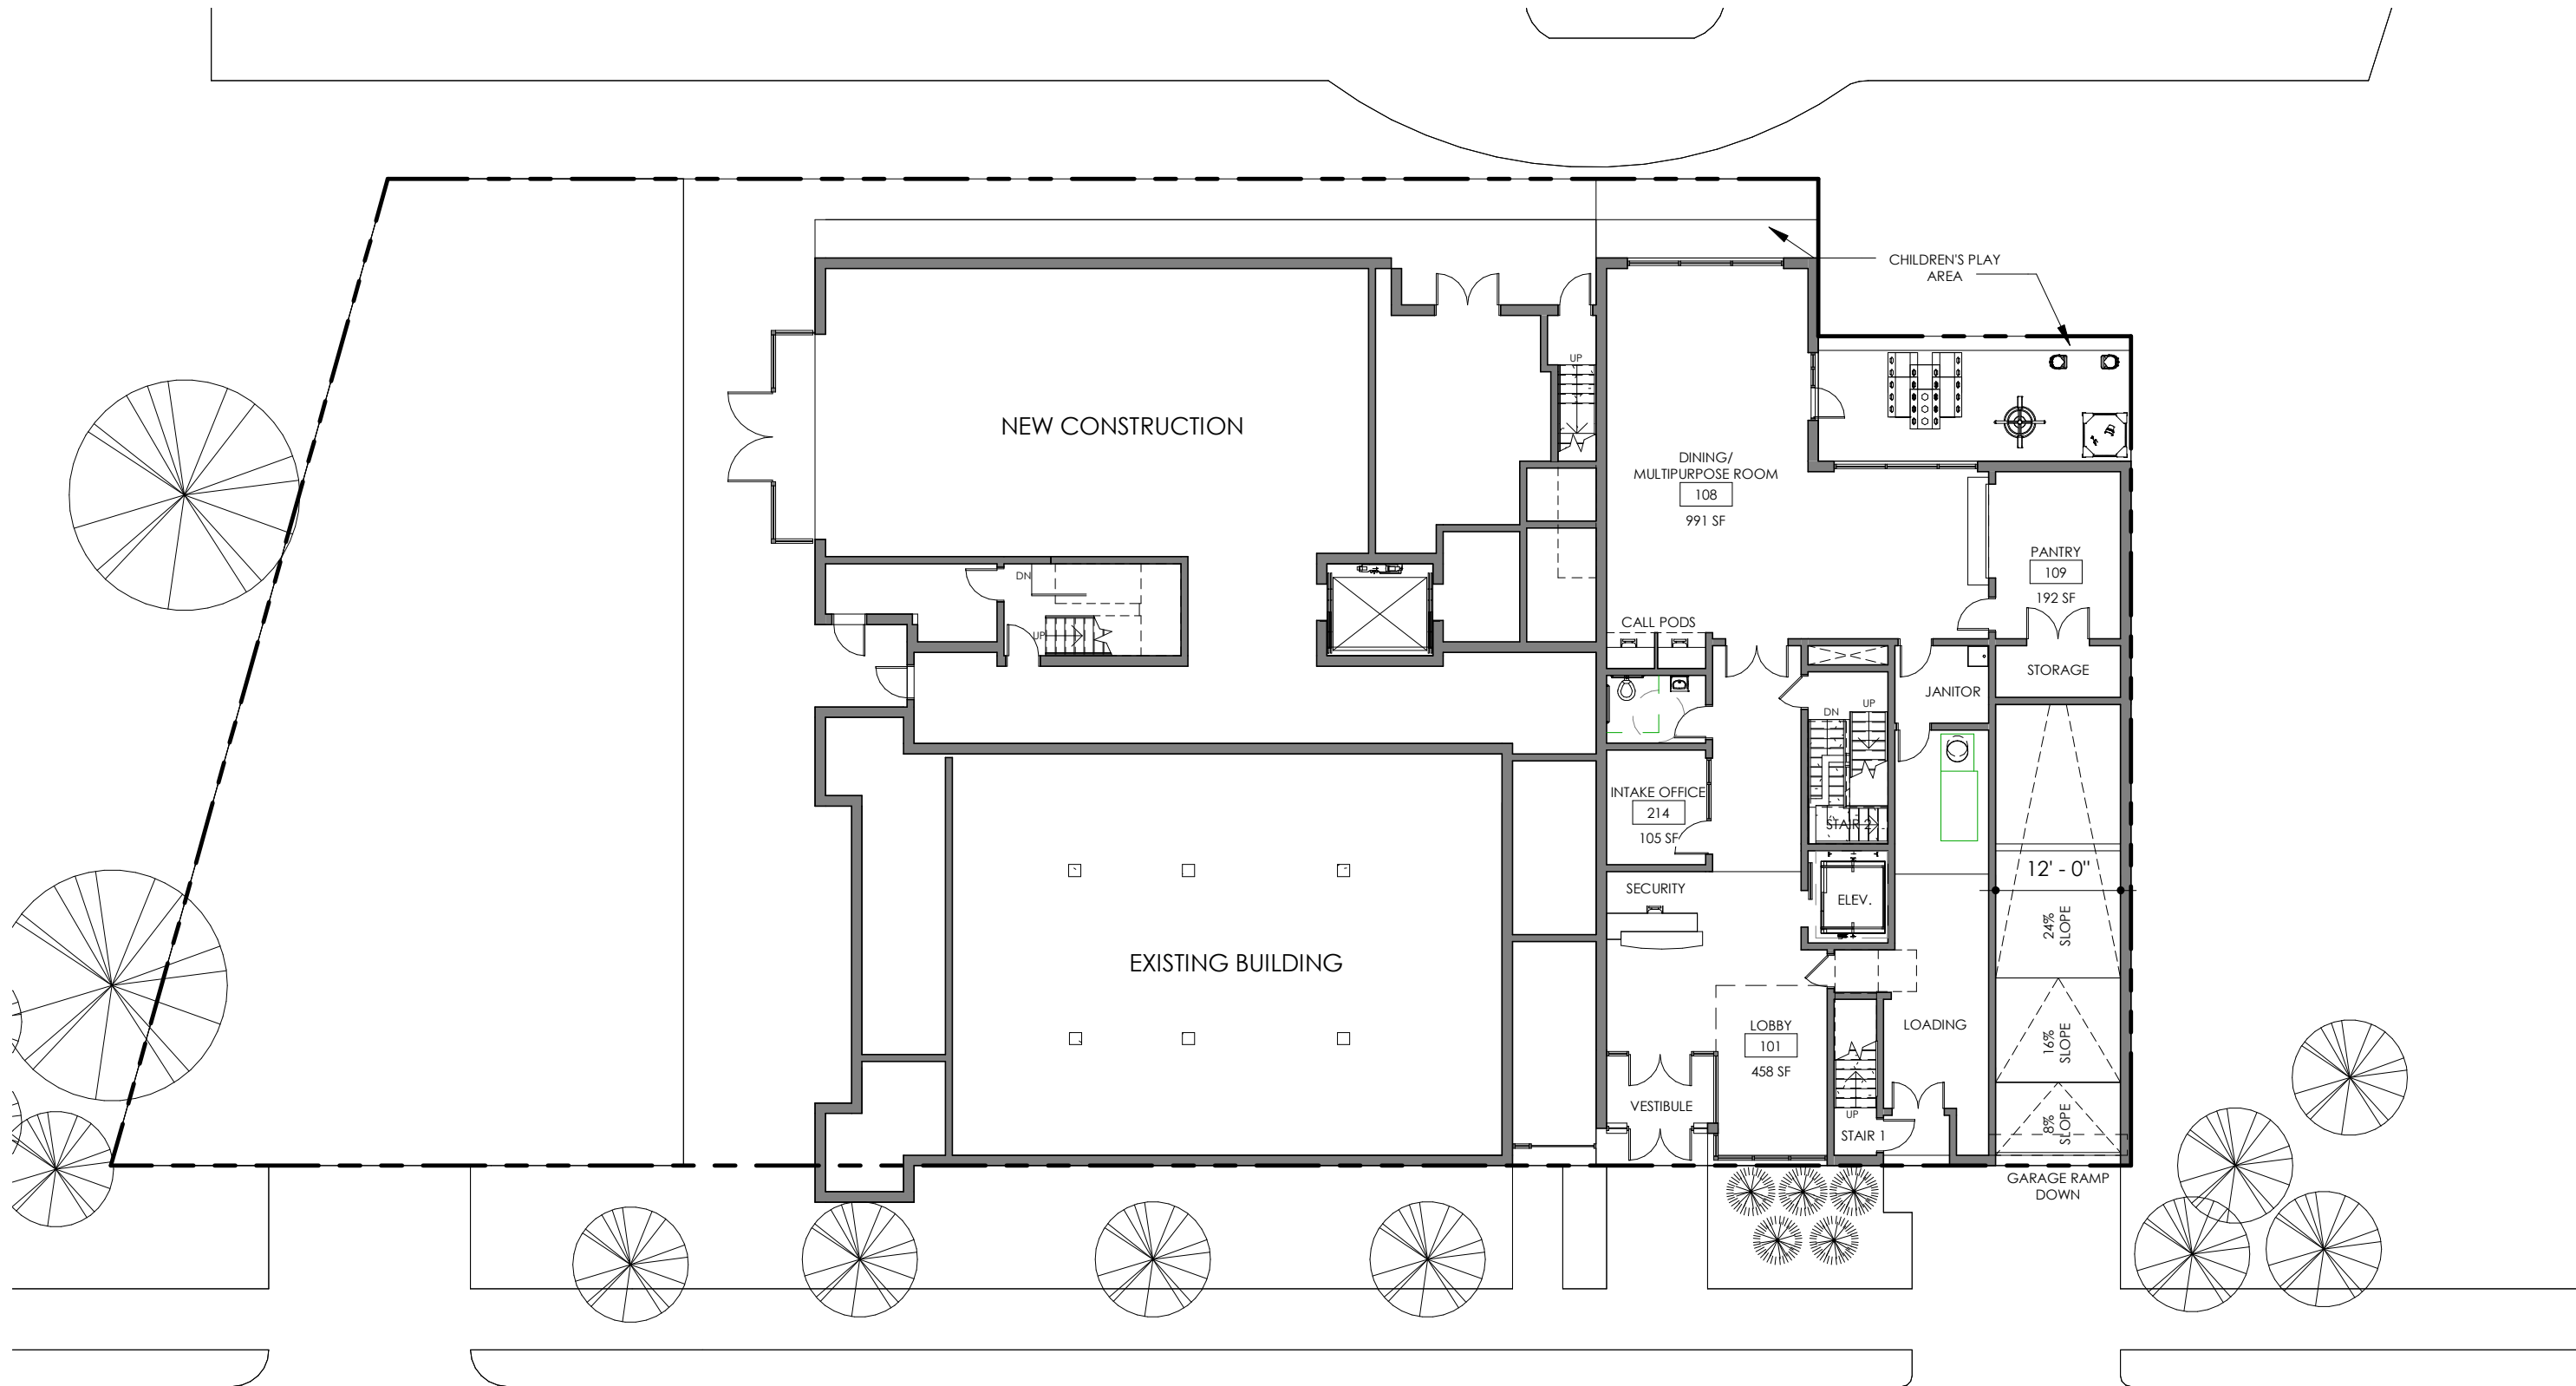 CHILDREN'S PLAY
AREA
UP
NEW CONSTRUCTION
DINING/
MULTIPURPOSE ROOM
108
991 SF
PANTRY
109
192 SF
DN
UP
CALL PODS
STORAGE
JANITOR
UP
DN
INTAKE OFFICE
214
105 SF
STAIR 2
12' - 0"
SECURITY
ELEV.
24%
SLOPE
EXISTING BUILDING
LOBBY
101
458 SF
LOADING
16%
SLOPE
VESTIBULE
UP
STAIR 1
8%
SLOPE
GARAGE RAMP
DOWN